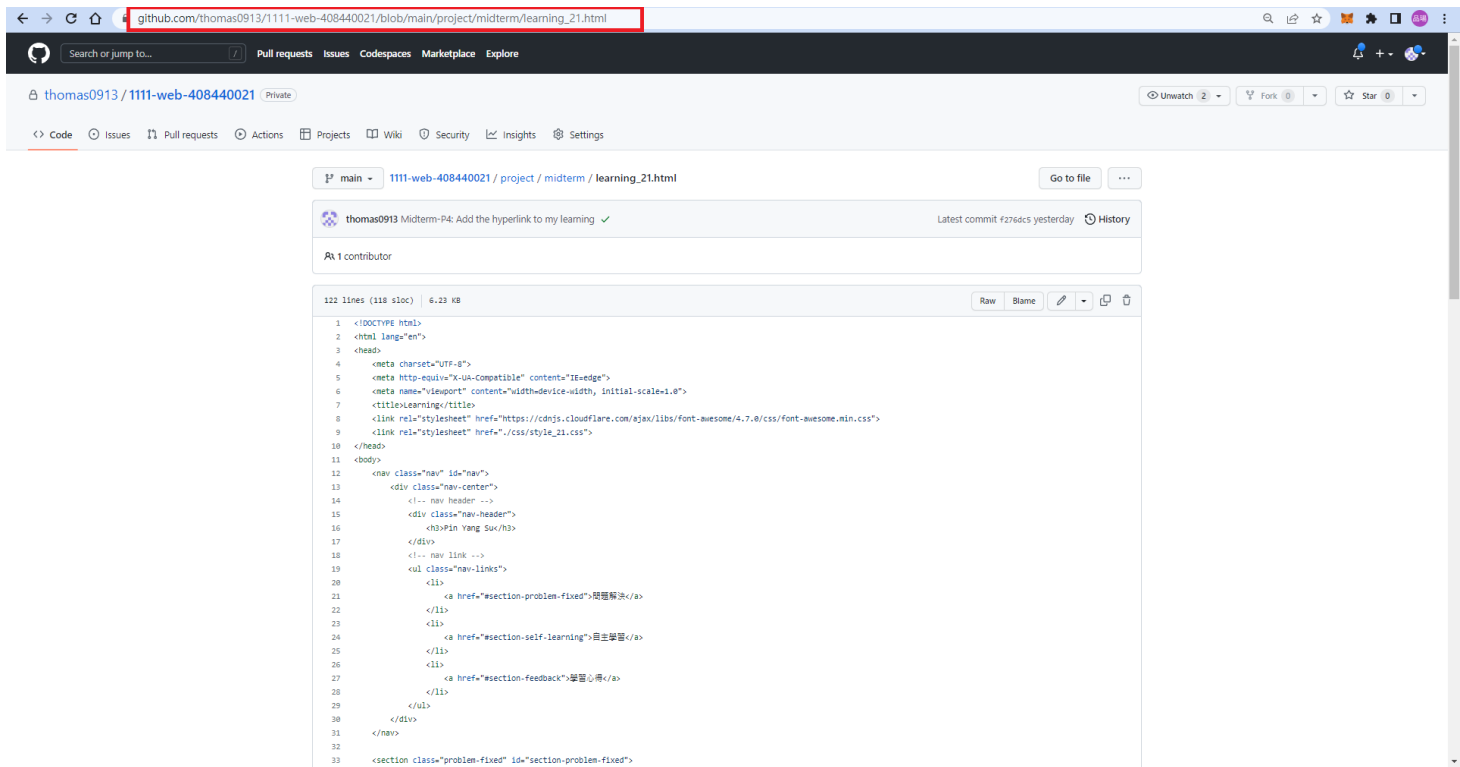 github.com/thomas0913/1111-web-408440021/blob/main/project/midterm/learning_21.html
品瑒
Search or jump to... / Pull requests Issues Codespaces Marketplace Explore
thomas0913 / 1111-web-408440021 Private
Unwatch 2 Fork 0 Star 0
<> Code Issues Pull requests Actions Projects Wiki Security Insights Settings
main 1111-web-408440021 / project / midterm / learning_21.html Go to file ...
thomas0913 Midterm-P4: Add the hyperlink to my learning Latest commit f276dc5 yesterday History
1 contributor
122 lines (118 sloc) 6.23 KB Raw Blame
1 <!DOCTYPE html>
2 <html lang="en">
3 <head>
4 <meta charset="UTF-8">
5 <meta http-equiv="X-UA-Compatible" content="IE=edge">
6 <meta name="viewport" content="width=device-width, initial-scale=1.0">
7 <title>Learning</title>
8 <link rel="stylesheet" href="https://cdnjs.cloudflare.com/ajax/libs/font-awesome/4.7.0/css/font-awesome.min.css">
9 <link rel="stylesheet" href="./css/style_21.css">
10 </head>
11 <body>
12 <nav class="nav" id="nav">
13 <div class="nav-center">
14 <!-- nav header -->
15 <div class="nav-header">
16 <h3>Pin Yang Su</h3>
17 </div>
18 <!-- nav link -->
19 <ul class="nav-links">
20 <li>
21 <a href="#section-problem-fixed">問題解決</a>
22 </li>
23 <li>
24 <a href="#section-self-learning">自主學習</a>
25 </li>
26 <li>
27 <a href="#section-feedback">學習心得</a>
28 </li>
29 </ul>
30 </div>
31 </nav>
32
33 <section class="problem-fixed" id="section-problem-fixed">